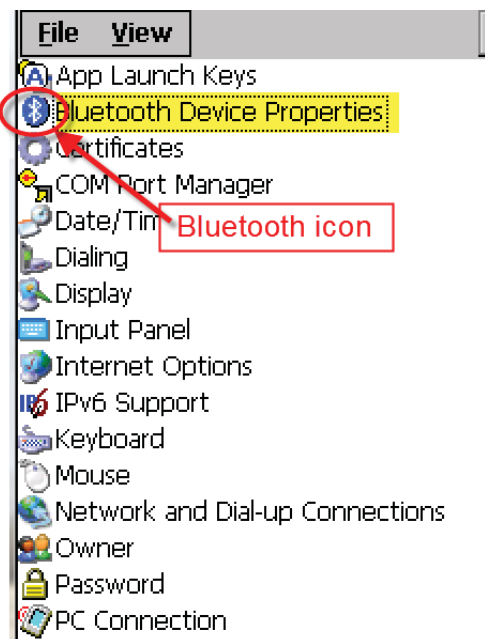 File View
App Launch Keys
Bluetooth Device Properties
Certificates
COM Port Manager
Date/Tim
Bluetooth icon
Dialing
Display
Input Panel
Internet Options
IPv6 Support
Keyboard
Mouse
Network and Dial-up Connections
Owner
Password
PC Connection